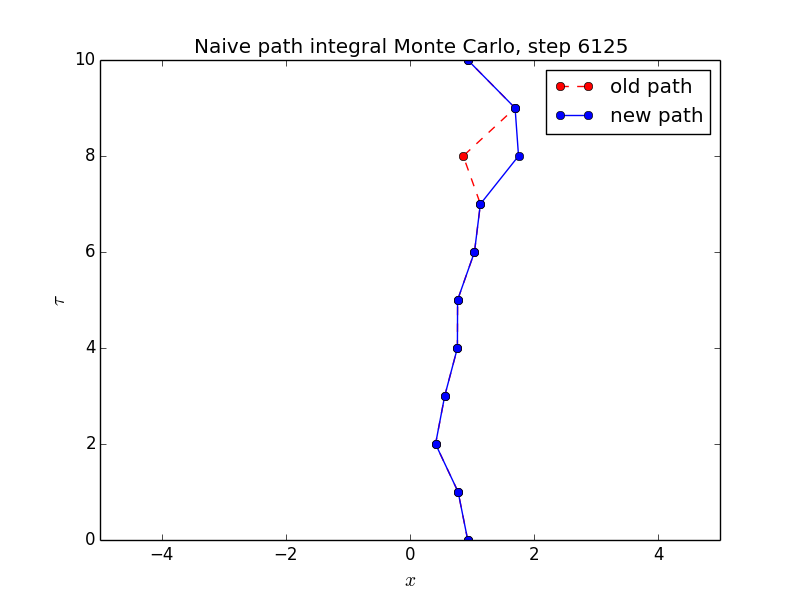 Naive path integral Monte Carlo, step 6125
10
old path
new path
8
6
τ
4
2
0
−4
−2
0
2
4
x